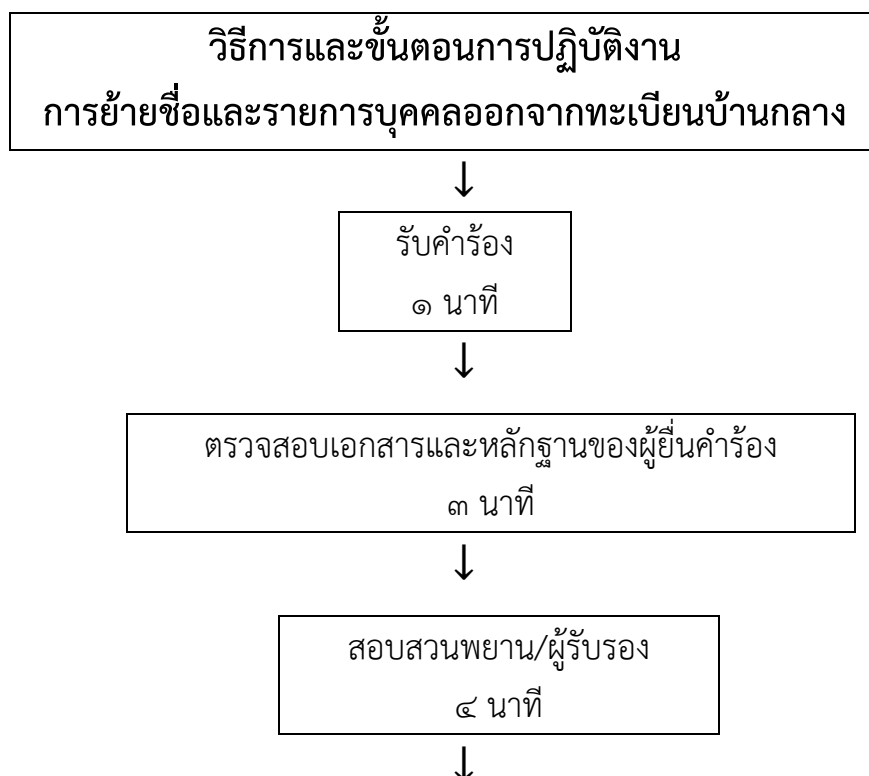 วิธีการและขั้นตอนการปฏิบัติงาน
การย้ายชื่อและรายการบุคคลออกจากทะเบียนบ้านกลาง
↓
รับคำร้อง
๑ นาที
↓
ตรวจสอบเอกสารและหลักฐานของผู้ยื่นคำร้อง
๓ นาที
↓
สอบสวนพยาน/ผู้รับรอง
๔ นาที
↓